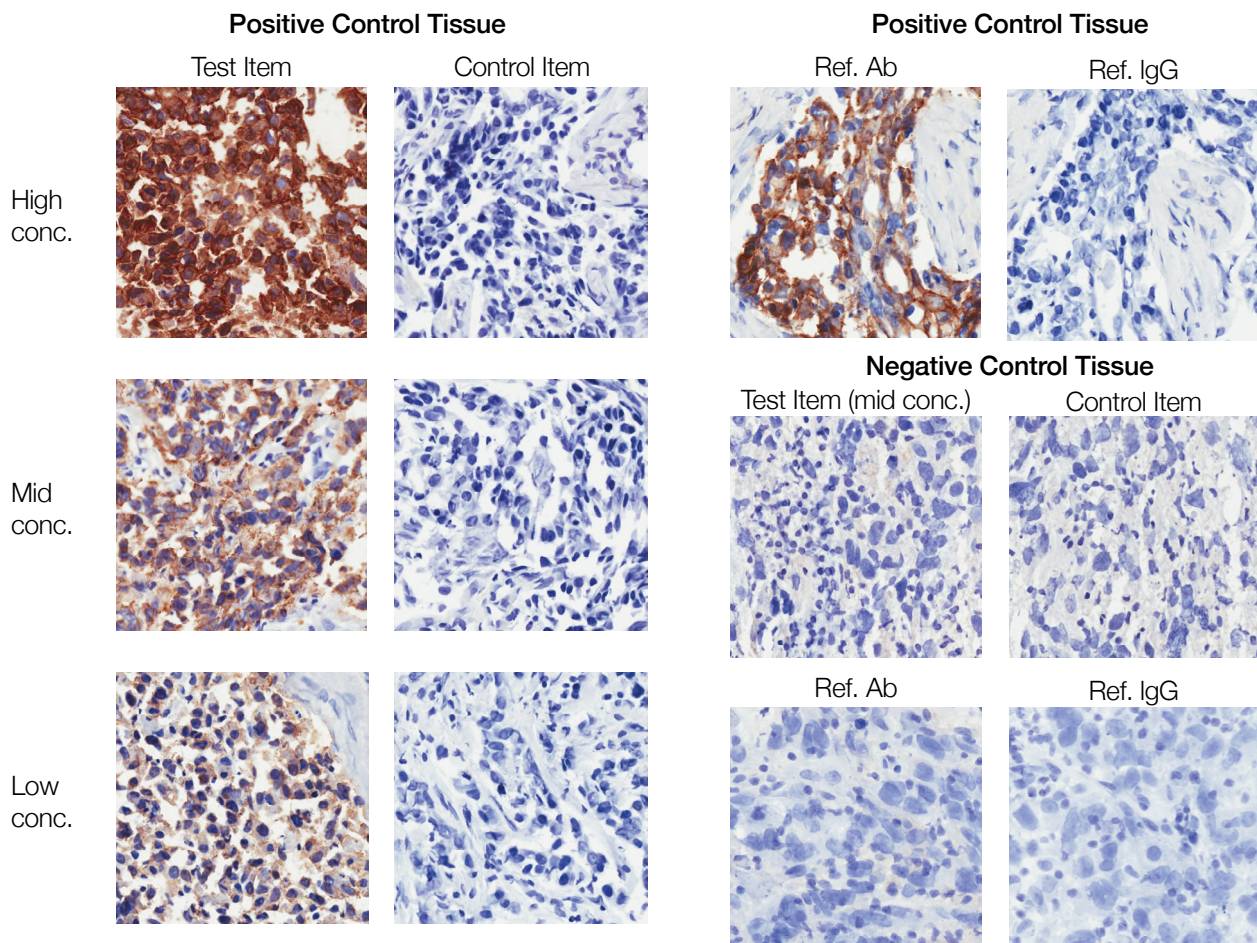 Positive Control Tissue
Test Item
Control Item
High
conc.
Mid
conc.
Low
conc.
Positive Control Tissue
Ref. Ab
Ref. IgG
Negative Control Tissue
Test Item (mid conc.)
Control Item
Ref. Ab
Ref. IgG